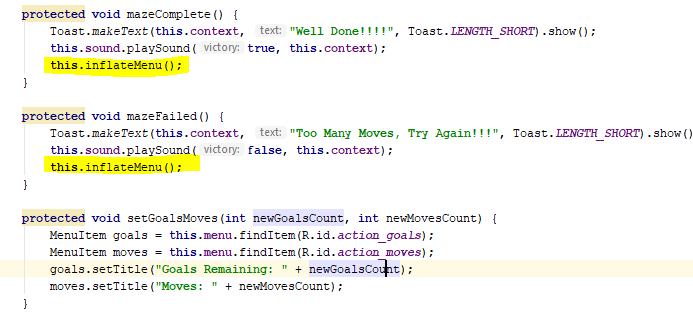 protected void mazeComplete() {
Toast.makeText(this.context, text: "Well Done!!!!", Toast.LENGTH_SHORT).show();
this.sound.playSound( victory: true, this.context);
this.inflateMenu();
}
protected void mazeFailed() {
Toast.makeText(this.context, text: "Too Many Moves, Try Again!!!", Toast.LENGTH_SHORT).show()
this.sound.playSound( victory: false, this.context);
this.inflateMenu();
}
protected void setGoalsMoves(int newGoalsCount, int newMovesCount) {
MenuItem goals = this.menu.findItem(R.id.action_goals);
MenuItem moves = this.menu.findItem(R.id.action_moves);
goals.setTitle("Goals Remaining: " + newGoalsCount);
moves.setTitle("Moves: " + newMovesCount);
}